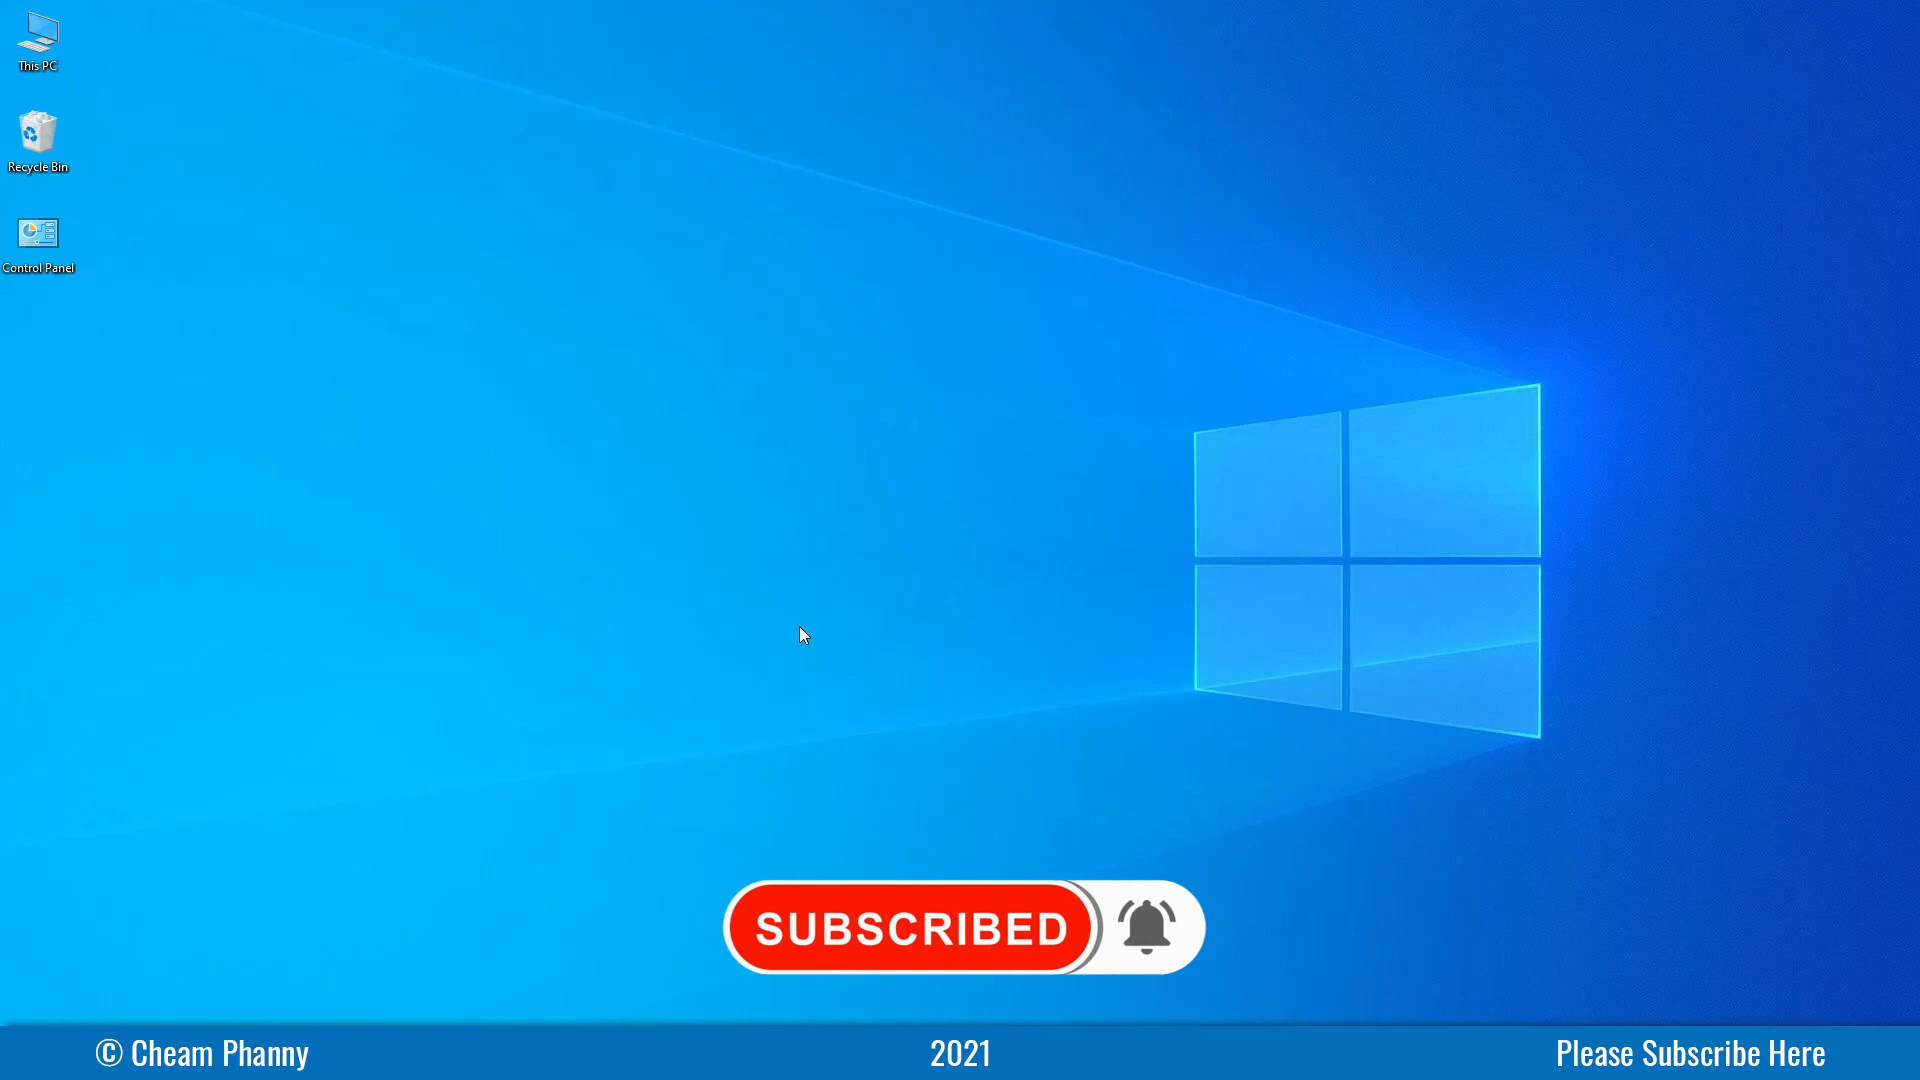 This PC
Recycle Bin
Control Panel
SUBSCRIBED
© Cheam Phanny
2021
Please Subscribe Here